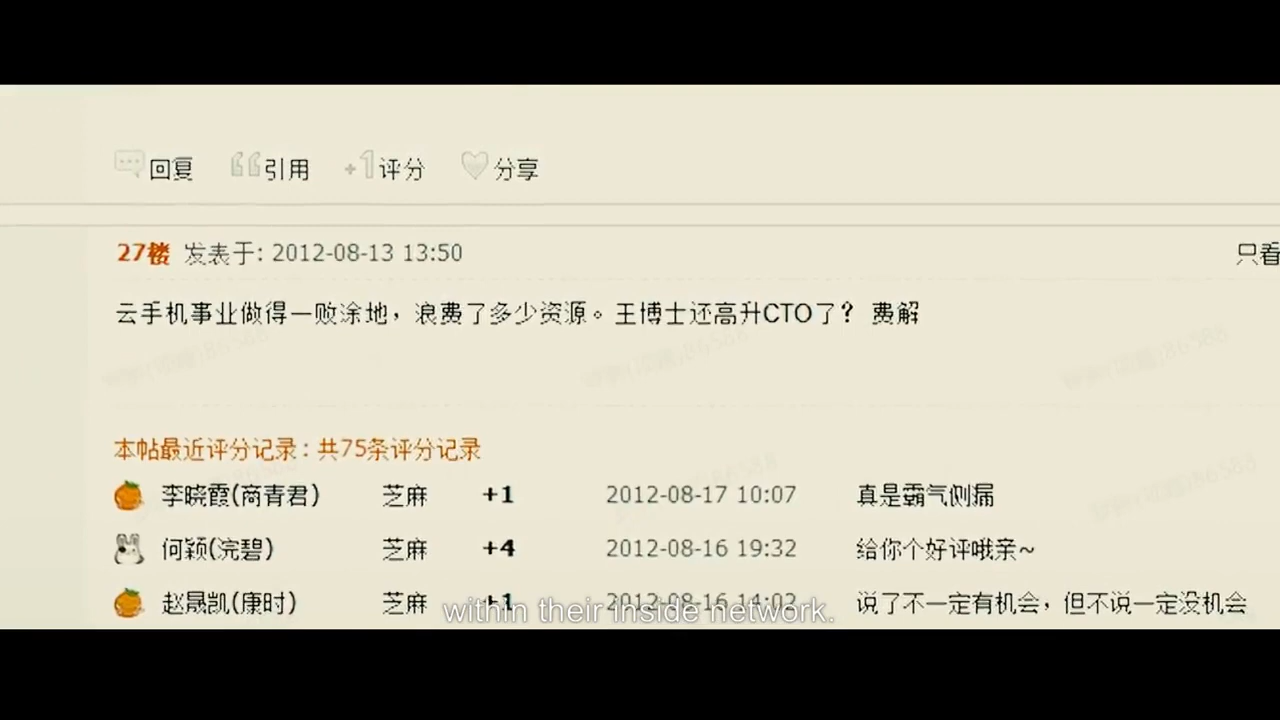 回复 引用 +1评分 分享
27楼 发表于: 2012-08-13 13:50 只看
云手机事业做得一败涂地，浪费了多少资源。王博士还高升CTO了？ 费解
本帖最近评分记录：共75条评分记录
李晓霞(商青君) 芝麻 +1 2012-08-17 10:07 真是霸气侧漏
何颖(浣碧) 芝麻 +4 2012-08-16 19:32 给你个好评哦亲~
赵晟凯(康时) 芝麻 +1 2012-08-16 14:02 说了不一定有机会，但不说一定没机会
within their inside network.